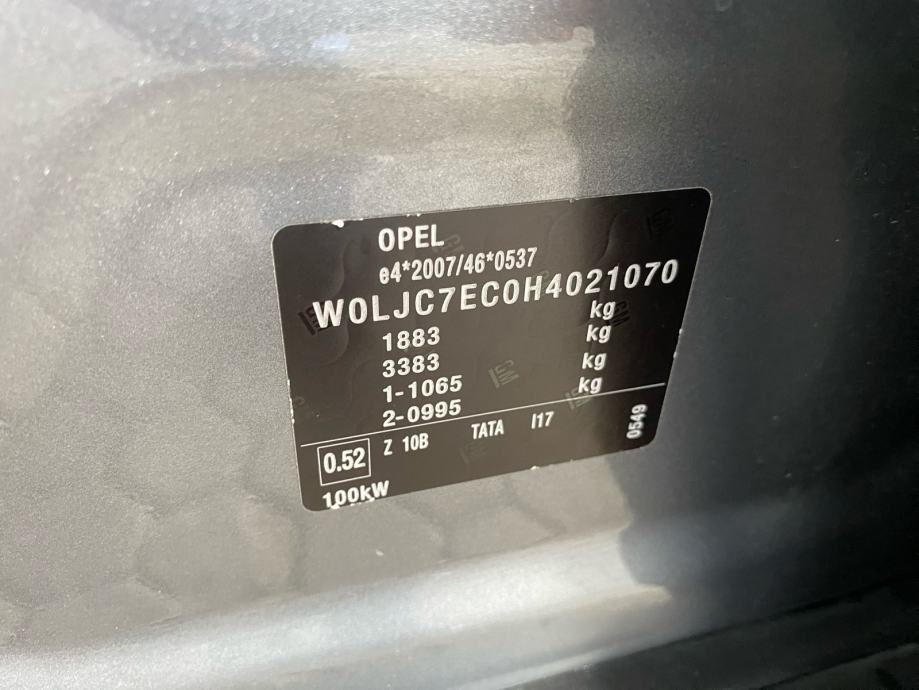 OPEL
e4*2007/46*0537
W0LJC7EC0H4021070
1883 kg
3383 kg
1-1065 kg
2-0995 kg
0.52 Z 10B TATA I17 0549
100kW